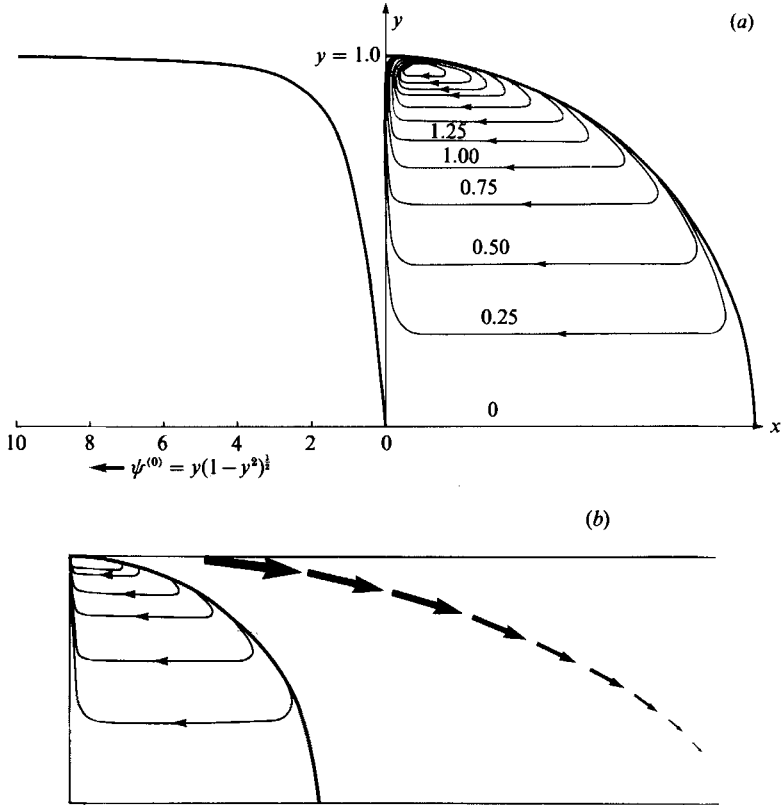 y
(a)
y = 1.0
1.25
1.00
0.75
0.50
0.25
0
x
10 8 6 4 2 0
ψ⁽⁰⁾ = y(1−y²)^½
(b)